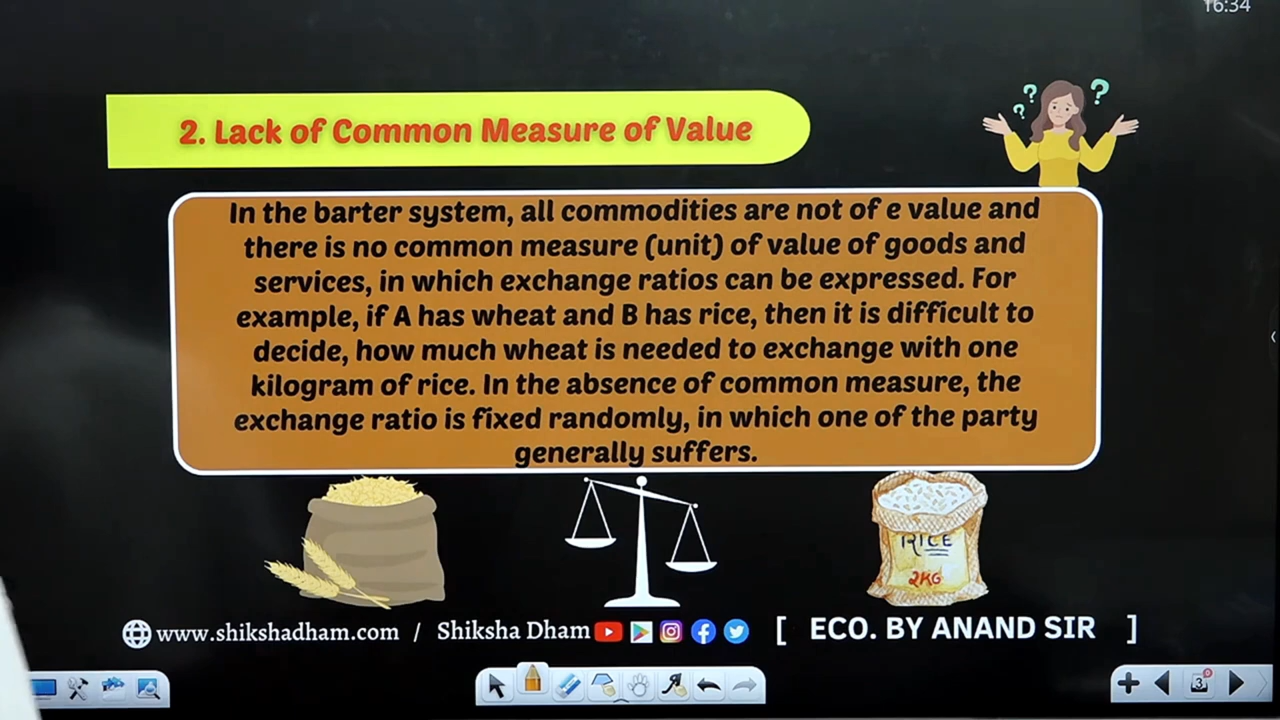 16:34
2. Lack of Common Measure of Value
In the barter system, all commodities are not of e value and
there is no common measure (unit) of value of goods and
services, in which exchange ratios can be expressed. For
example, if A has wheat and B has rice, then it is difficult to
decide, how much wheat is needed to exchange with one
kilogram of rice. In the absence of common measure, the
exchange ratio is fixed randomly, in which one of the party
generally suffers.
RICE
2KG
www.shikshadham.com / Shiksha Dham [ ECO. BY ANAND SIR ]
3